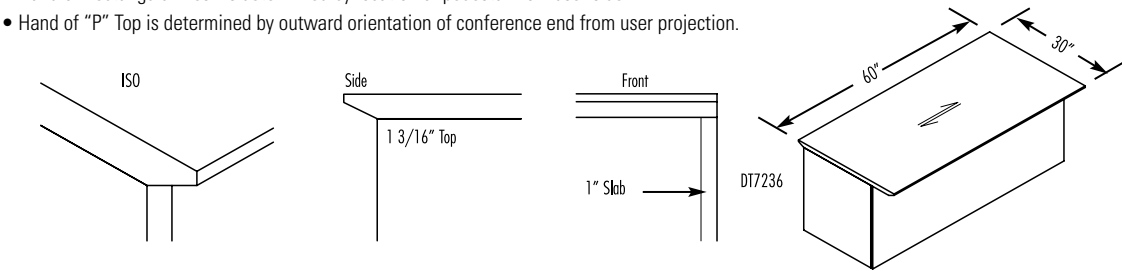 • Hand of "P" Top is determined by outward orientation of conference end from user projection.
ISO
Side
Front
60"
30"
1 3/16" Top
1" Slab
DT7236